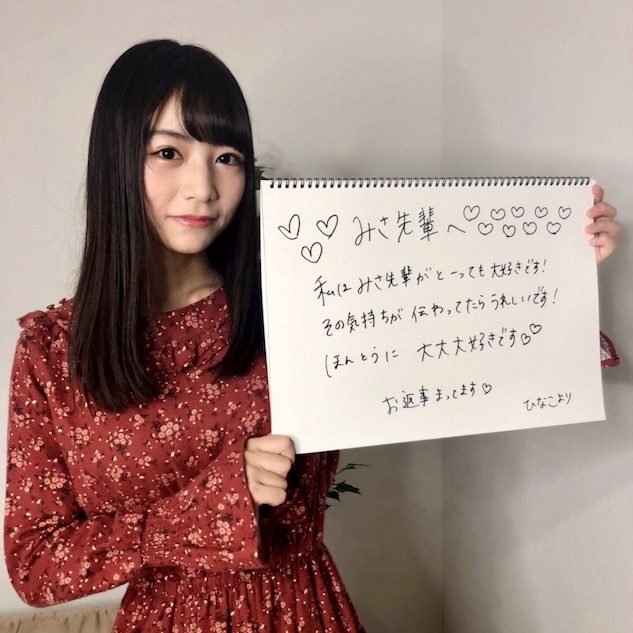 ♡♡♡ みさ先輩へ♡♡♡♡♡♡♡♡♡
私はみさ先輩がとーっても大好きです!
その気持ちが伝わってたらうれしいです!
ほんとうに 大大大好きです♡♡
お返事まってます♡
ひなこより